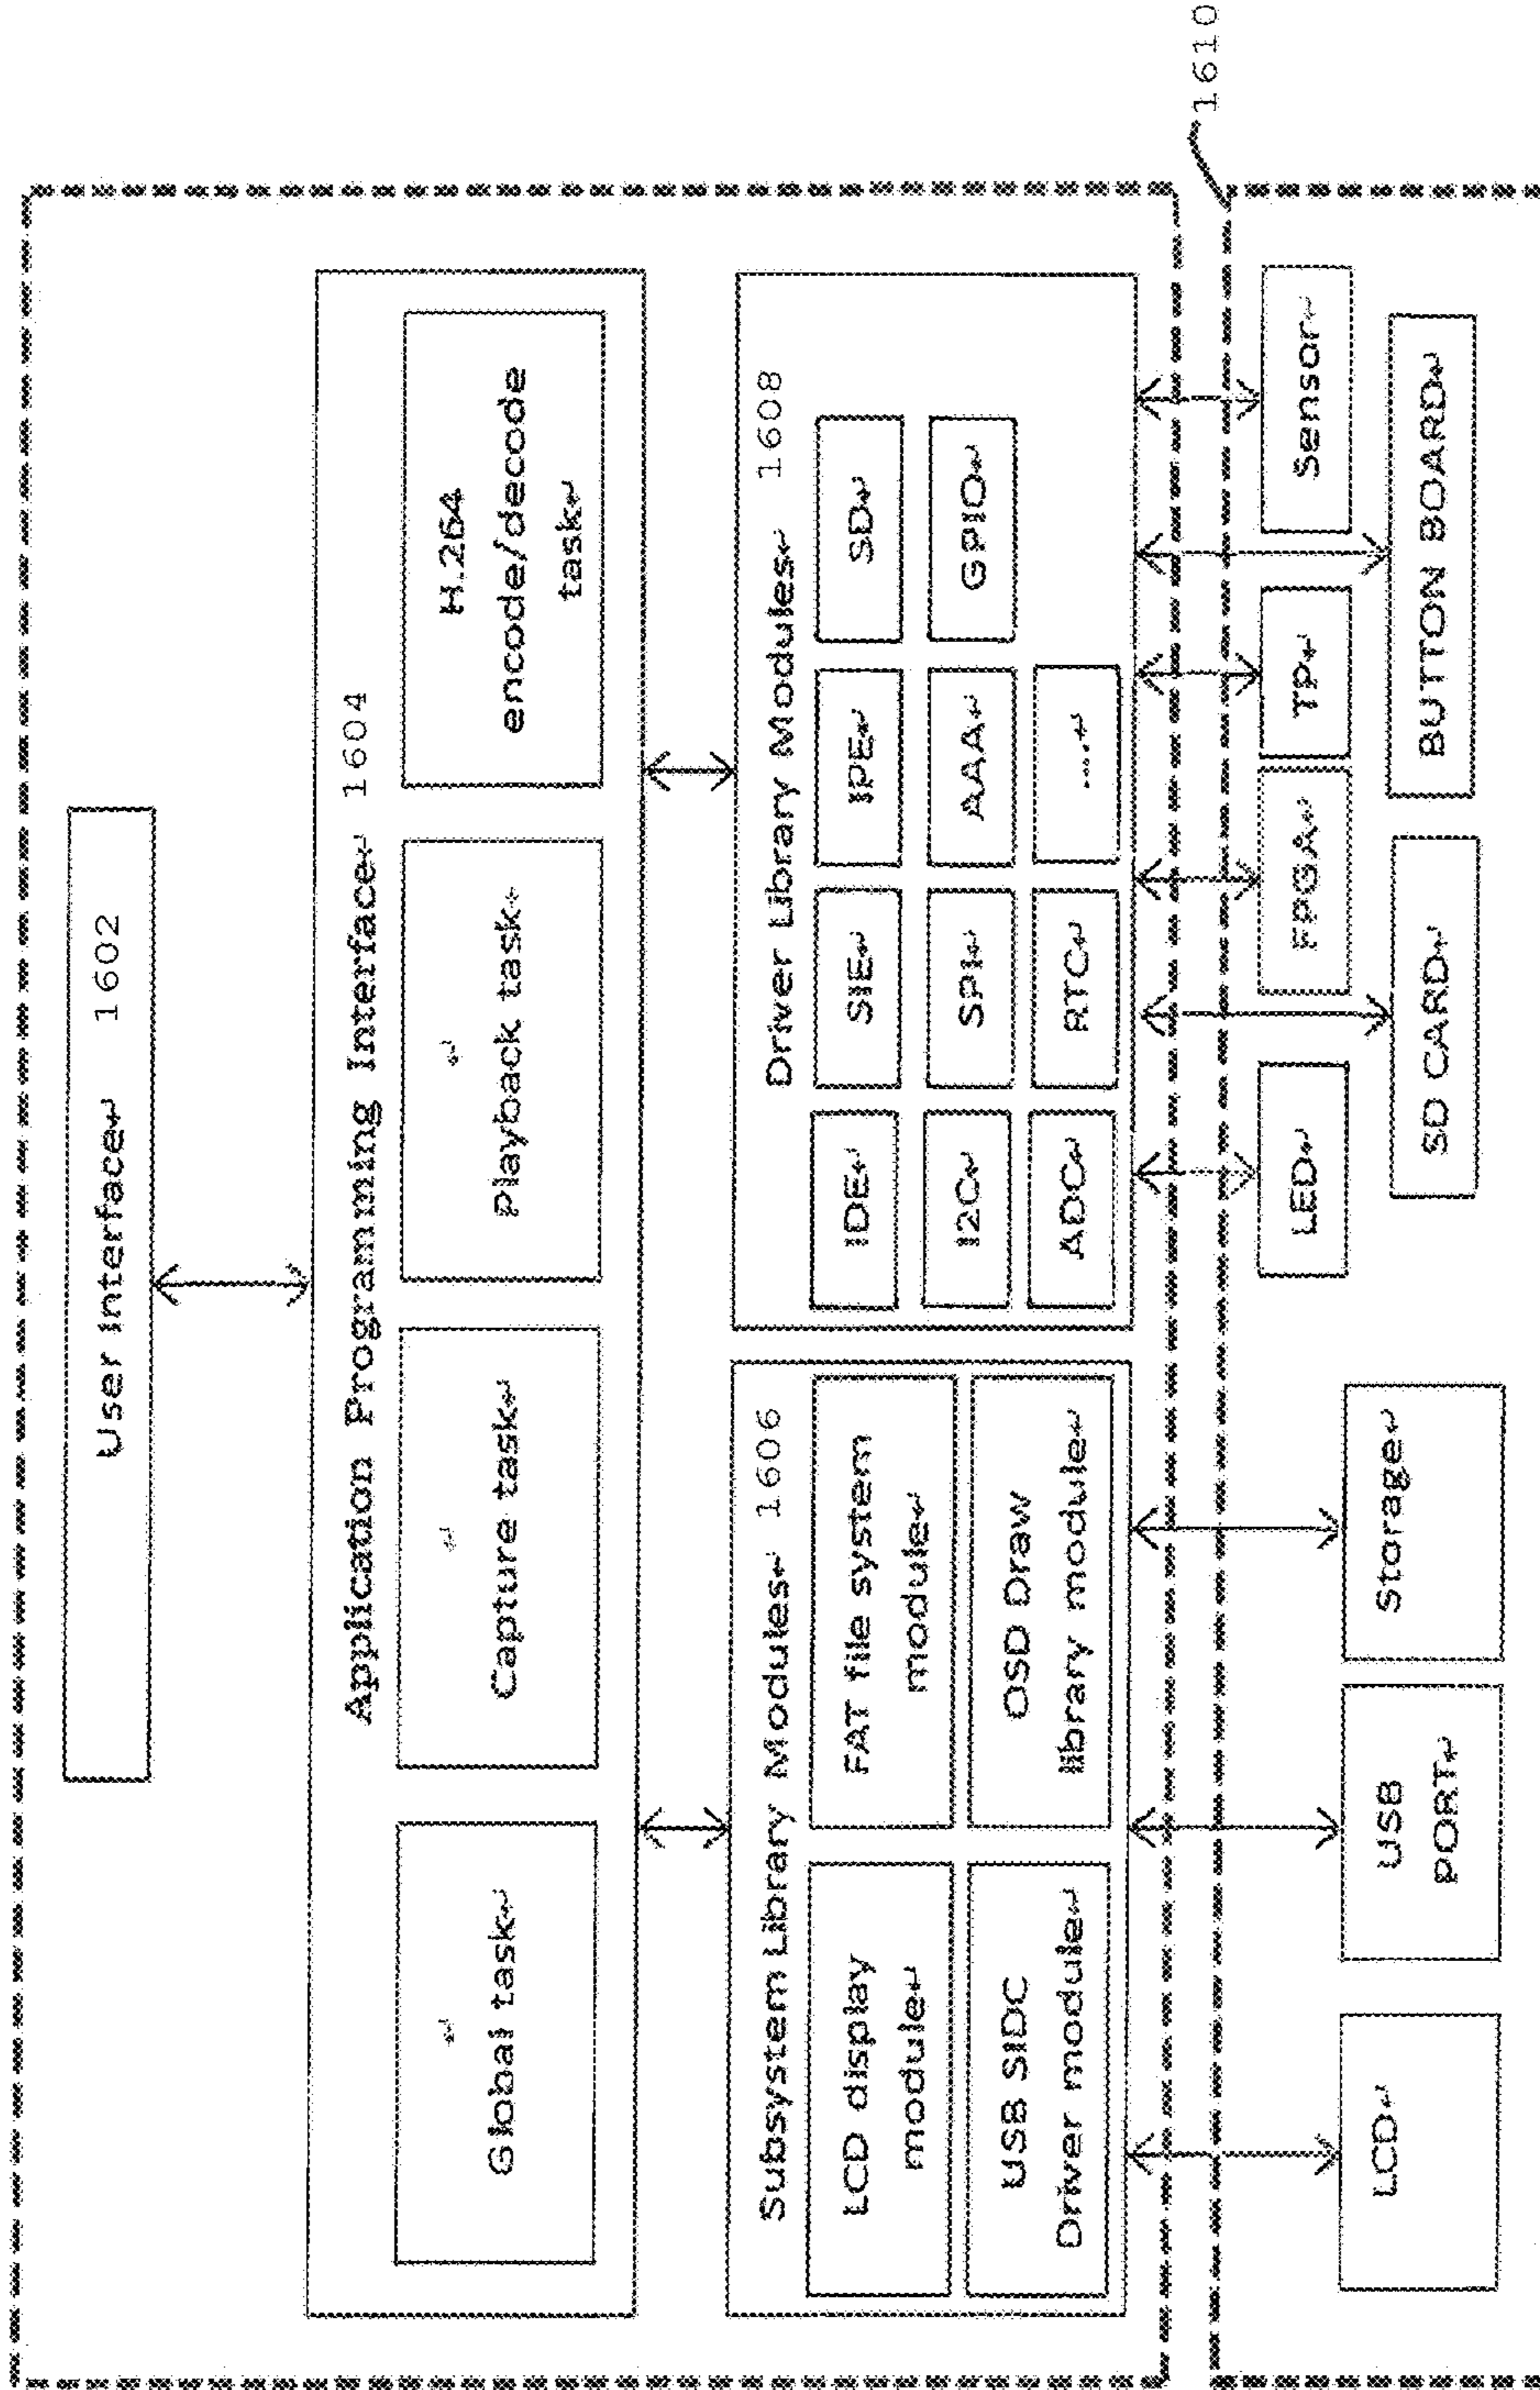 User Interface↵ 1602
Application Programming Interface↵ 1604
↵
Global task↵
↵
Capture task↵
↵
Playback task↵
H.264
encode/decode
task↵
Subsystem Library Modules↵ 1606
LCD display
module↵
FAT file system
module↵
USB SIDC
Driver module↵
OSD Draw
library module↵
Driver Library Modules↵ 1608
IDE↵
SIE↵
IPE↵
SD↵
I2C↵
SPI↵
AAA↵
GPIO↵
ADC↵
RTC↵
....↵
1610
LCD↵
USB
PORT↵
Storage↵
LED↵
FPGA↵
TP↵
Sensor↵
SD CARD↵
BUTTON BOARD↵